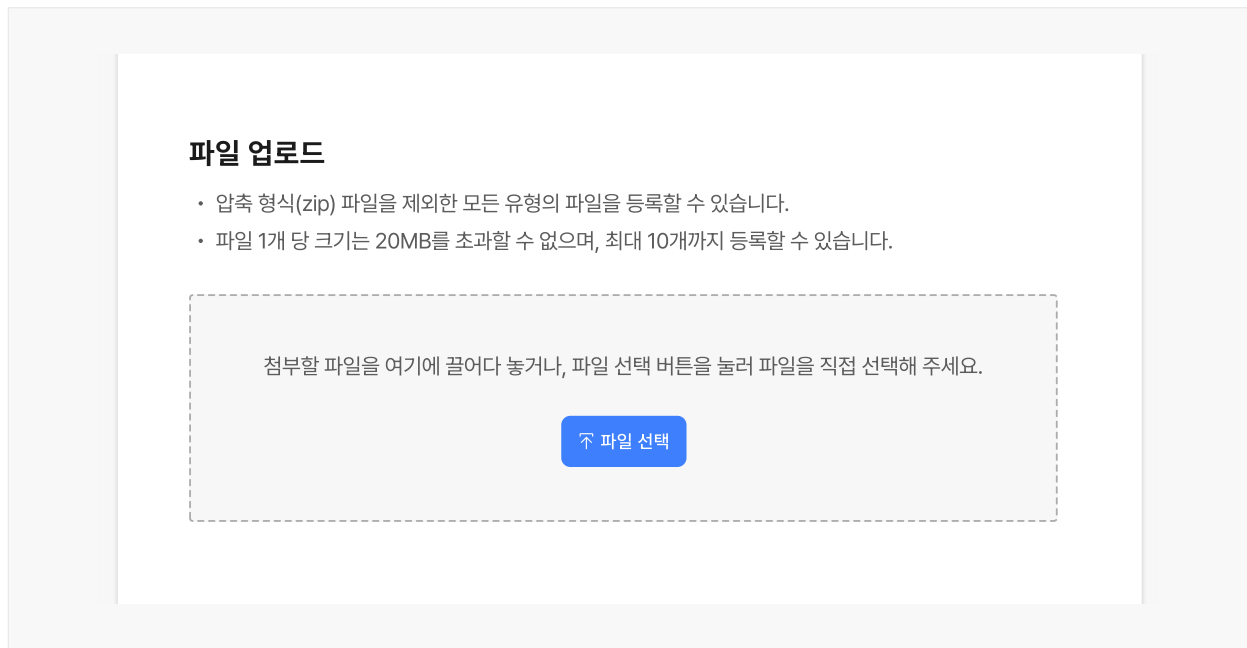 파일 업로드
• 압축 형식(zip) 파일을 제외한 모든 유형의 파일을 등록할 수 있습니다.
• 파일 1개 당 크기는 20MB를 초과할 수 없으며, 최대 10개까지 등록할 수 있습니다.
첨부할 파일을 여기에 끌어다 놓거나, 파일 선택 버튼을 눌러 파일을 직접 선택해 주세요.
파일 선택